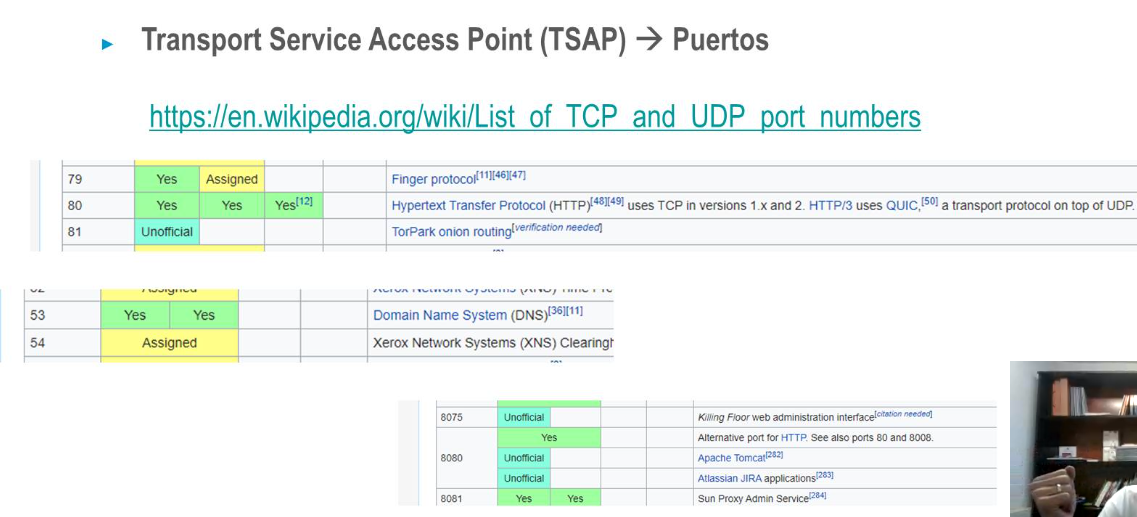 ► Transport Service Access Point (TSAP) → Puertos
https://en.wikipedia.org/wiki/List_of_TCP_and_UDP_port_numbers
79 Yes Assigned Finger protocol[11][46][47]
80 Yes Yes Yes[12] Hypertext Transfer Protocol (HTTP)[48][49] uses TCP in versions 1.x and 2. HTTP/3 uses QUIC,[50] a transport protocol on top of UDP.
81 Unofficial TorPark onion routing[verification needed]
52 Assigned Xerox Network Systems (XNS) Time
53 Yes Yes Domain Name System (DNS)[36][11]
54 Assigned Xerox Network Systems (XNS)
8075 Unofficial Killing Floor web administration interface[citation needed]
Yes Alternative port for HTTP. See also ports 80 and 8008.
8080 Unofficial Apache Tomcat[282]
Unofficial Atlassian JIRA applications[283]
8081 Yes Yes Sun Proxy Admin Service[284]